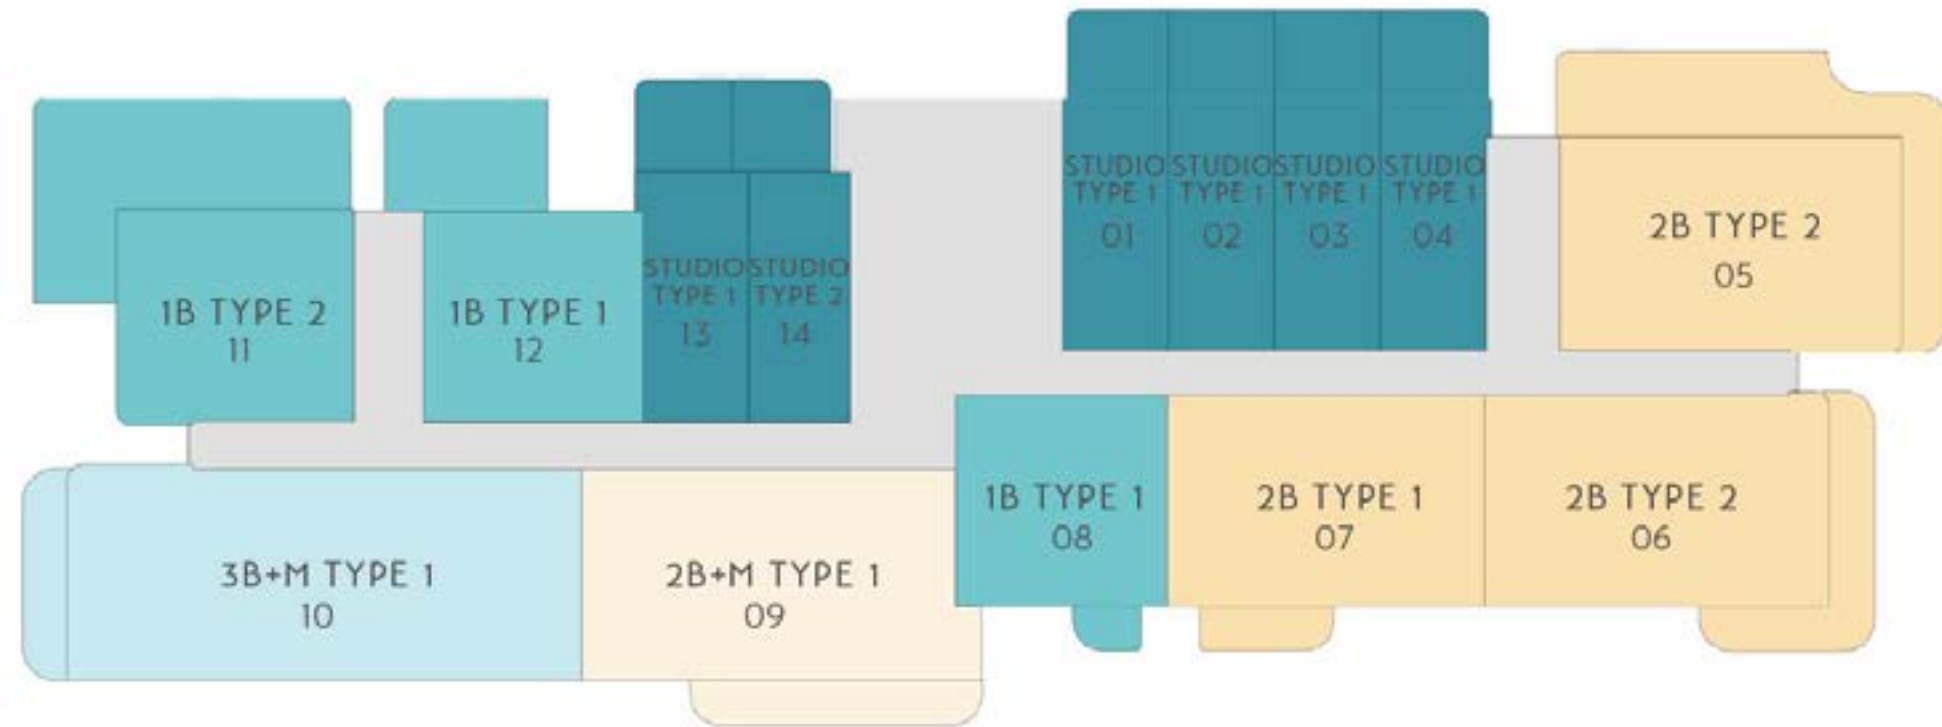 STUDIO TYPE 1
01
STUDIO TYPE 1
02
STUDIO TYPE 1
03
STUDIO TYPE 1
04
2B TYPE 2
05
1B TYPE 2
11
1B TYPE 1
12
STUDIO TYPE 1
13
STUDIO TYPE 2
14
1B TYPE 1
08
2B TYPE 1
07
2B TYPE 2
06
3B+M TYPE 1
10
2B+M TYPE 1
09